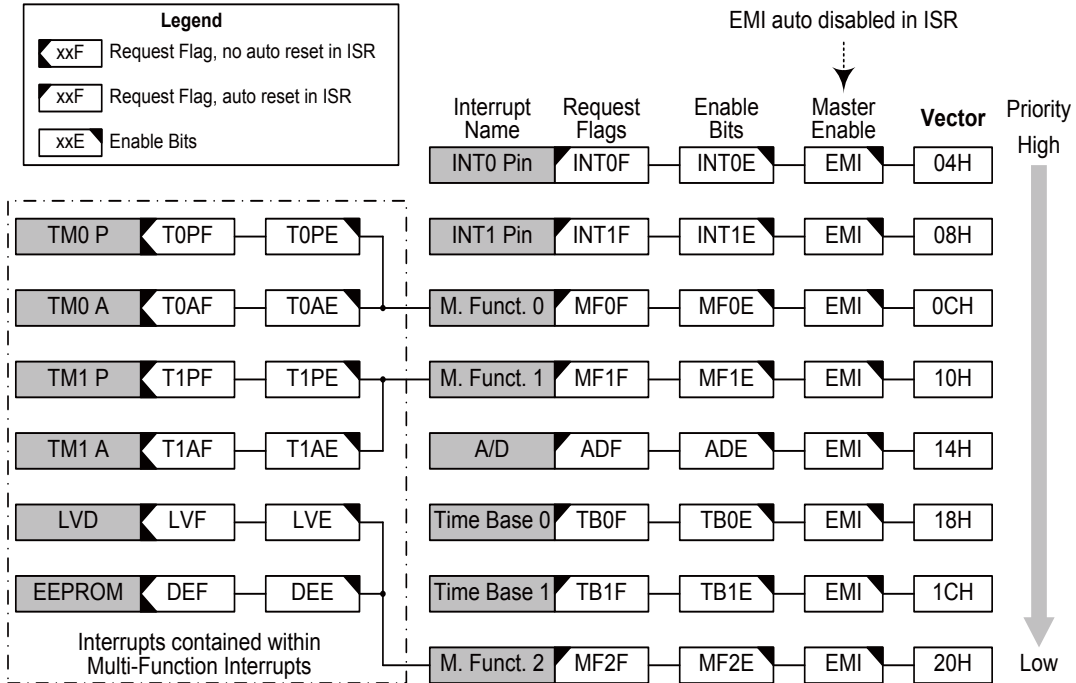 Legend
xxF Request Flag, no auto reset in ISR
xxF Request Flag, auto reset in ISR
xxE Enable Bits
EMI auto disabled in ISR
Interrupt Name Request Flags Enable Bits Master Enable Vector Priority
High
INT0 Pin INT0F INT0E EMI 04H
TM0 P T0PF T0PE INT1 Pin INT1F INT1E EMI 08H
TM0 A T0AF T0AE M. Funct. 0 MF0F MF0E EMI 0CH
TM1 P T1PF T1PE M. Funct. 1 MF1F MF1E EMI 10H
TM1 A T1AF T1AE A/D ADF ADE EMI 14H
LVD LVF LVE Time Base 0 TB0F TB0E EMI 18H
EEPROM DEF DEE Time Base 1 TB1F TB1E EMI 1CH
Interrupts contained within
Multi-Function Interrupts
M. Funct. 2 MF2F MF2E EMI 20H Low